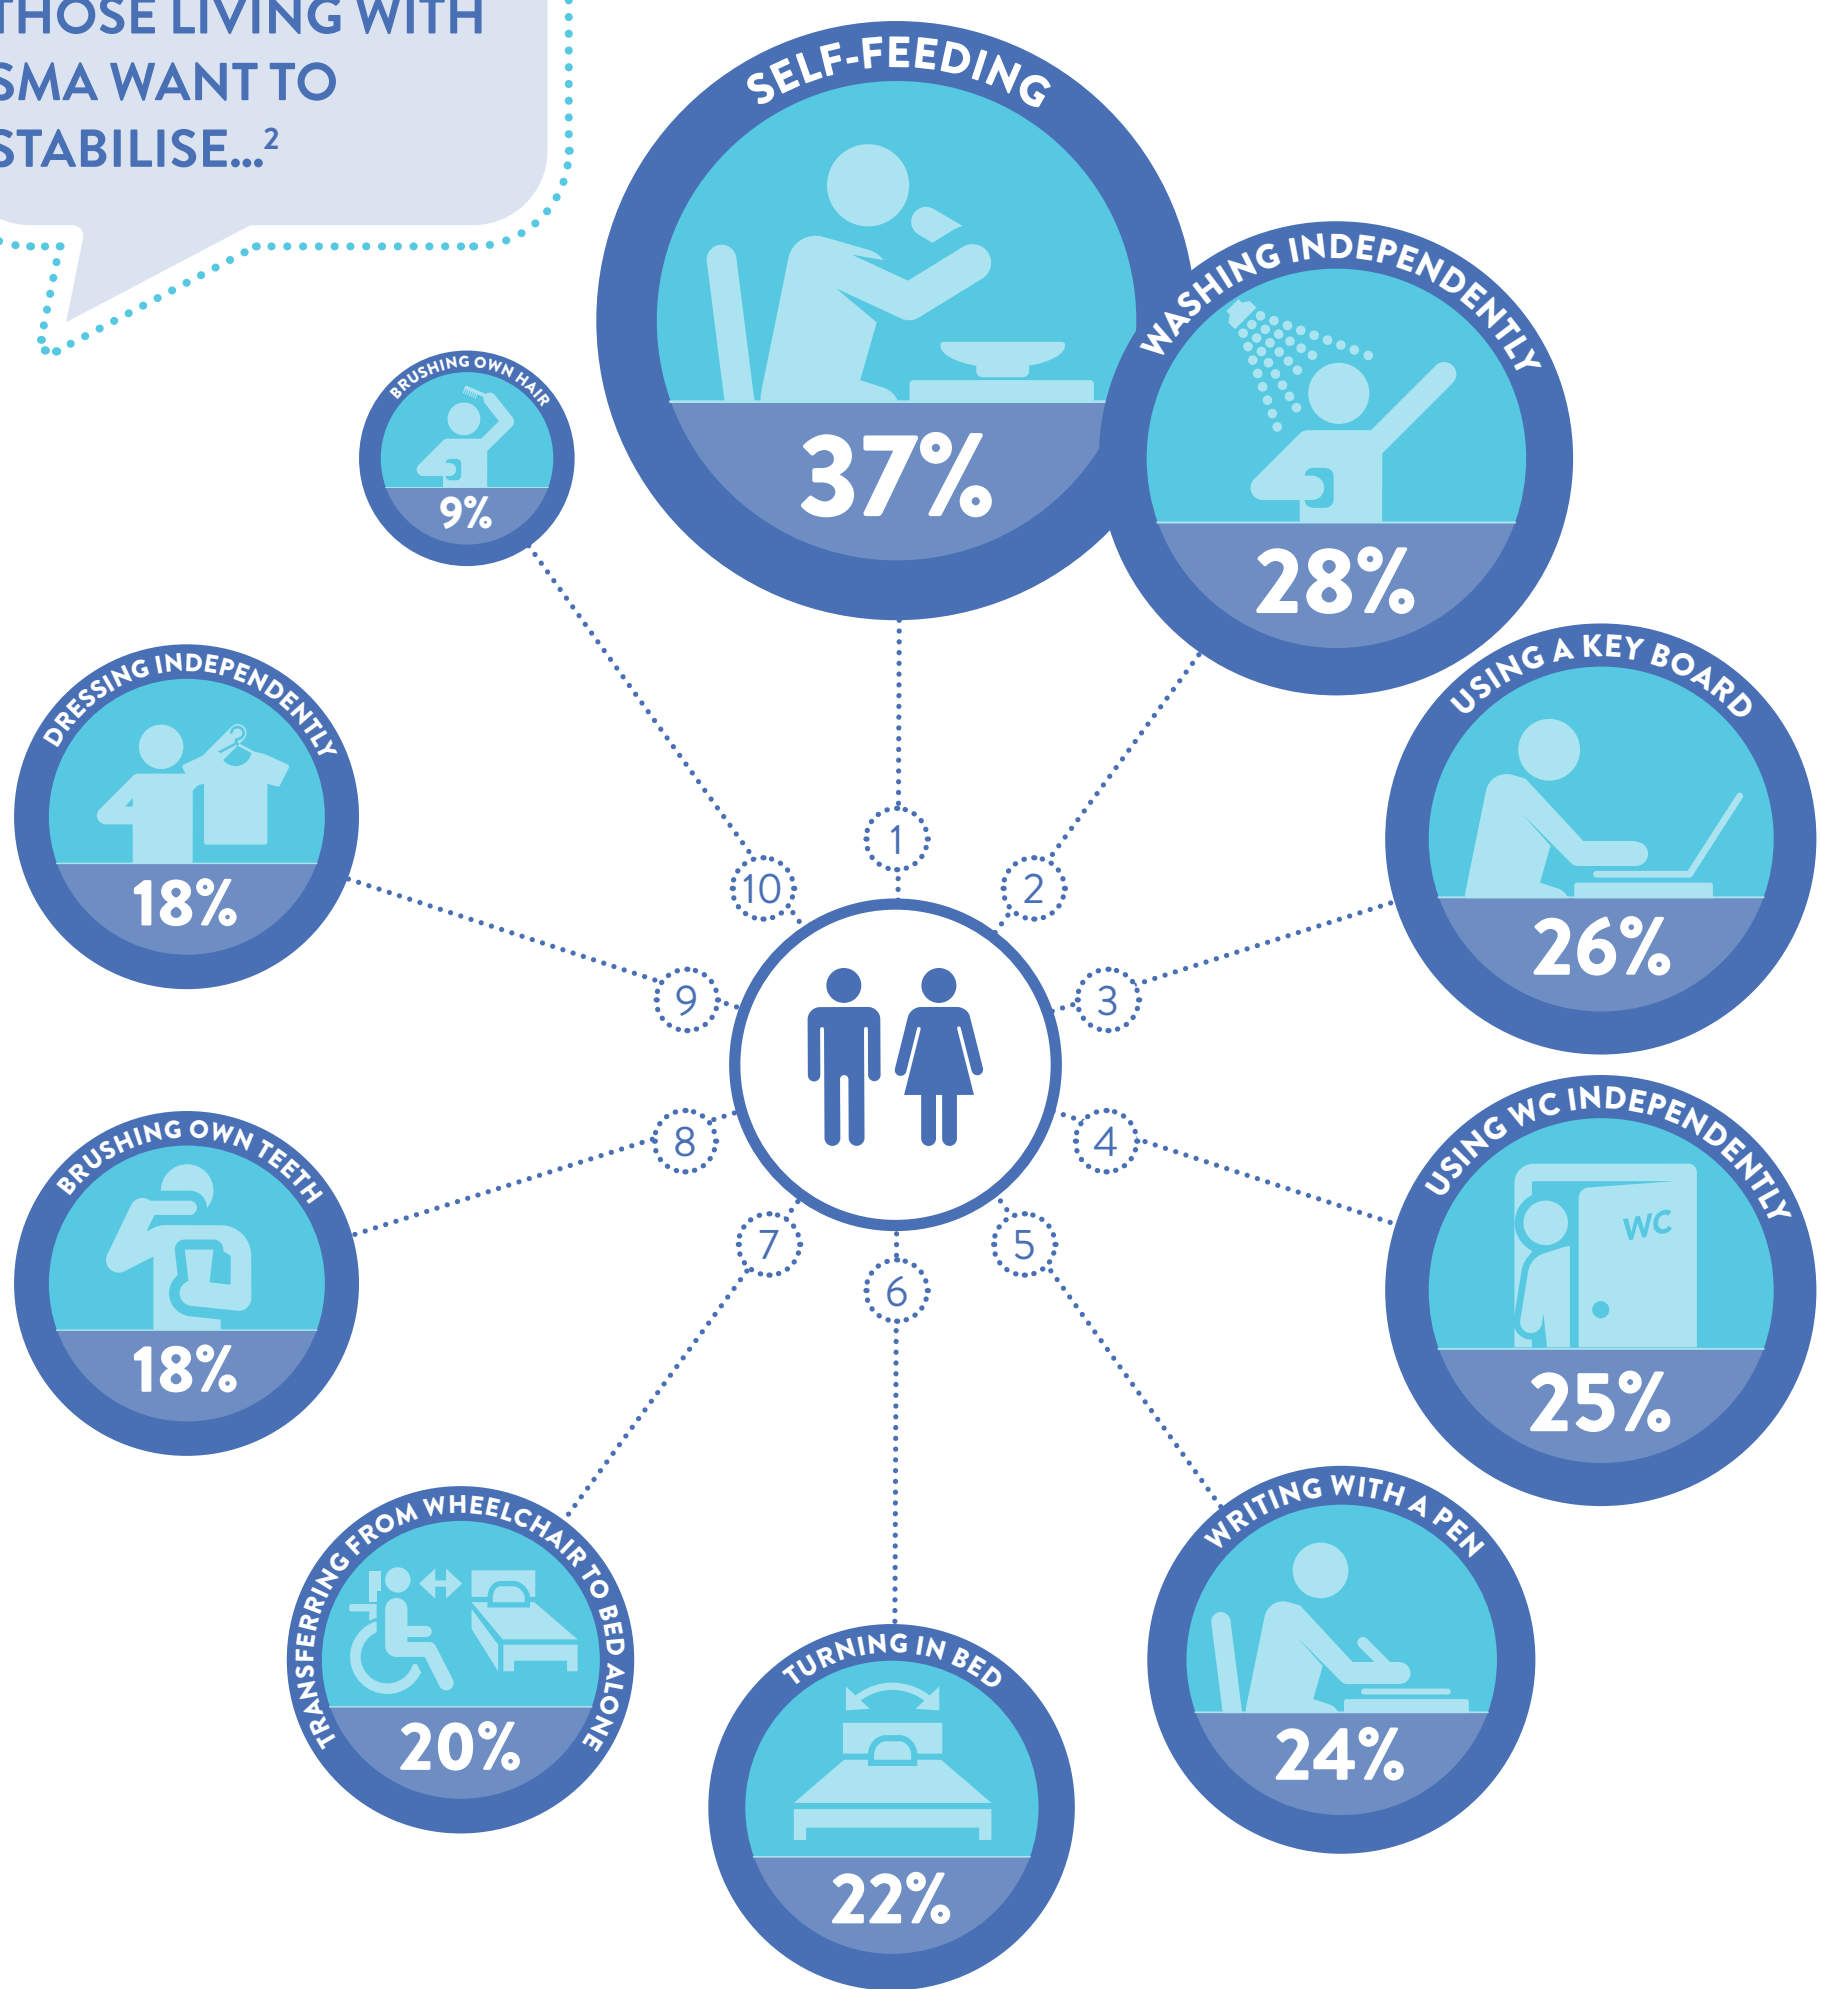 THOSE LIVING WITH
SMA WANT TO
STABILISE...2
SELF-FEEDING
37%
WASHING INDEPENDENTLY
28%
USING A KEY BOARD
26%
USING WC INDEPENDENTLY
WC
25%
WRITING WITH A PEN
24%
TURNING IN BED
22%
TRANSFERRING FROM WHEELCHAIR TO BED ALONE
20%
BRUSHING OWN TEETH
18%
DRESSING INDEPENDENTLY
18%
BRUSHING OWN HAIR
9%
1
2
3
4
5
6
7
8
9
10